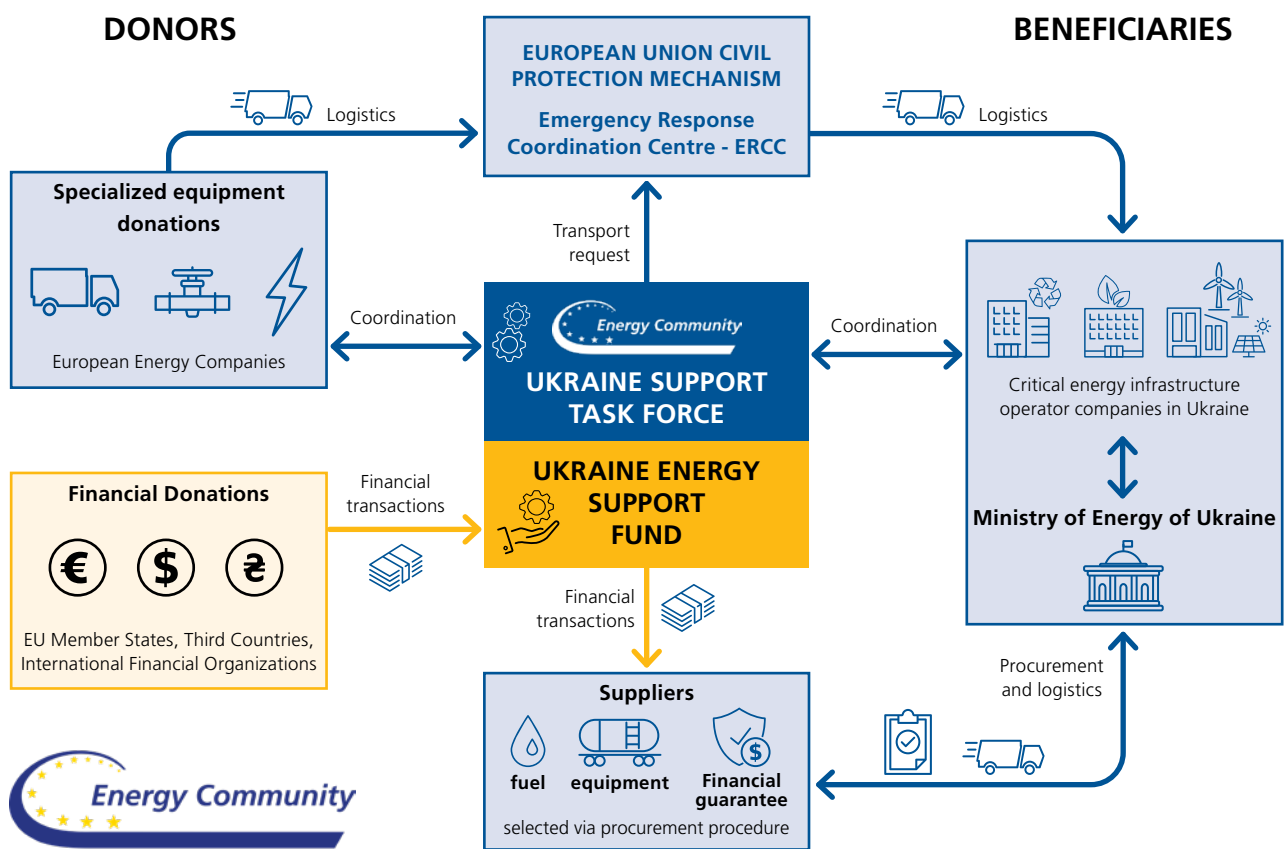 DONORS
BENEFICIARIES
EUROPEAN UNION CIVIL
PROTECTION MECHANISM
Emergency Response
Coordination Centre - ERCC
Logistics
Logistics
Specialized equipment
donations
European Energy Companies
Transport
request
Coordination
Energy Community
UKRAINE SUPPORT
TASK FORCE
Coordination
Critical energy infrastructure
operator companies in Ukraine
Ministry of Energy of Ukraine
Financial Donations
€ $ ₴
EU Member States, Third Countries,
International Financial Organizations
Financial
transactions
UKRAINE ENERGY
SUPPORT
FUND
Financial
transactions
Procurement
and logistics
Suppliers
$
fuel
equipment
Financial
guarantee
selected via procurement procedure
Energy Community